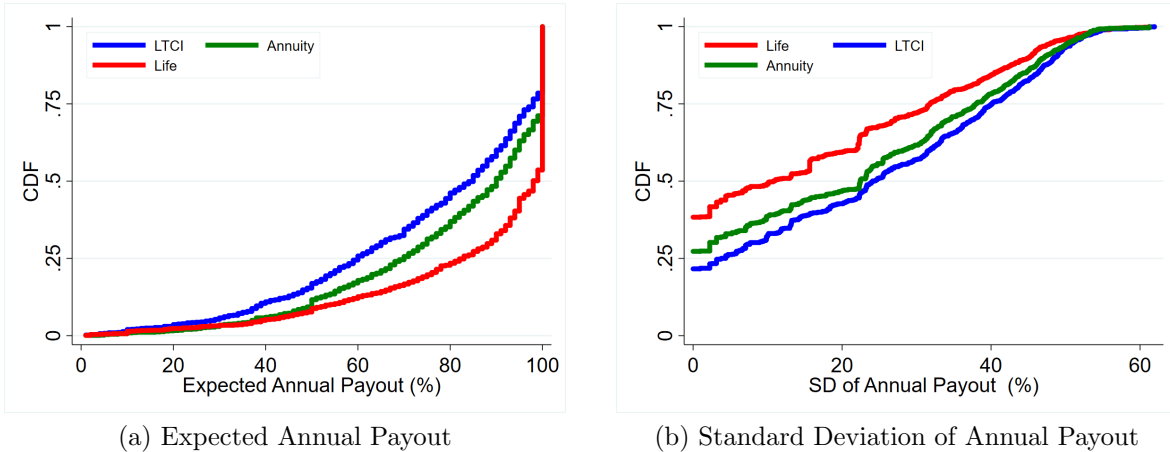 CDF
0 .25 .5 .75 1
LTCI Annuity
Life
0 20 40 60 80 100
Expected Annual Payout (%)
(a) Expected Annual Payout
CDF
0 .25 .5 .75 1
Life LTCI
Annuity
0 20 40 60
SD of Annual Payout (%)
(b) Standard Deviation of Annual Payout